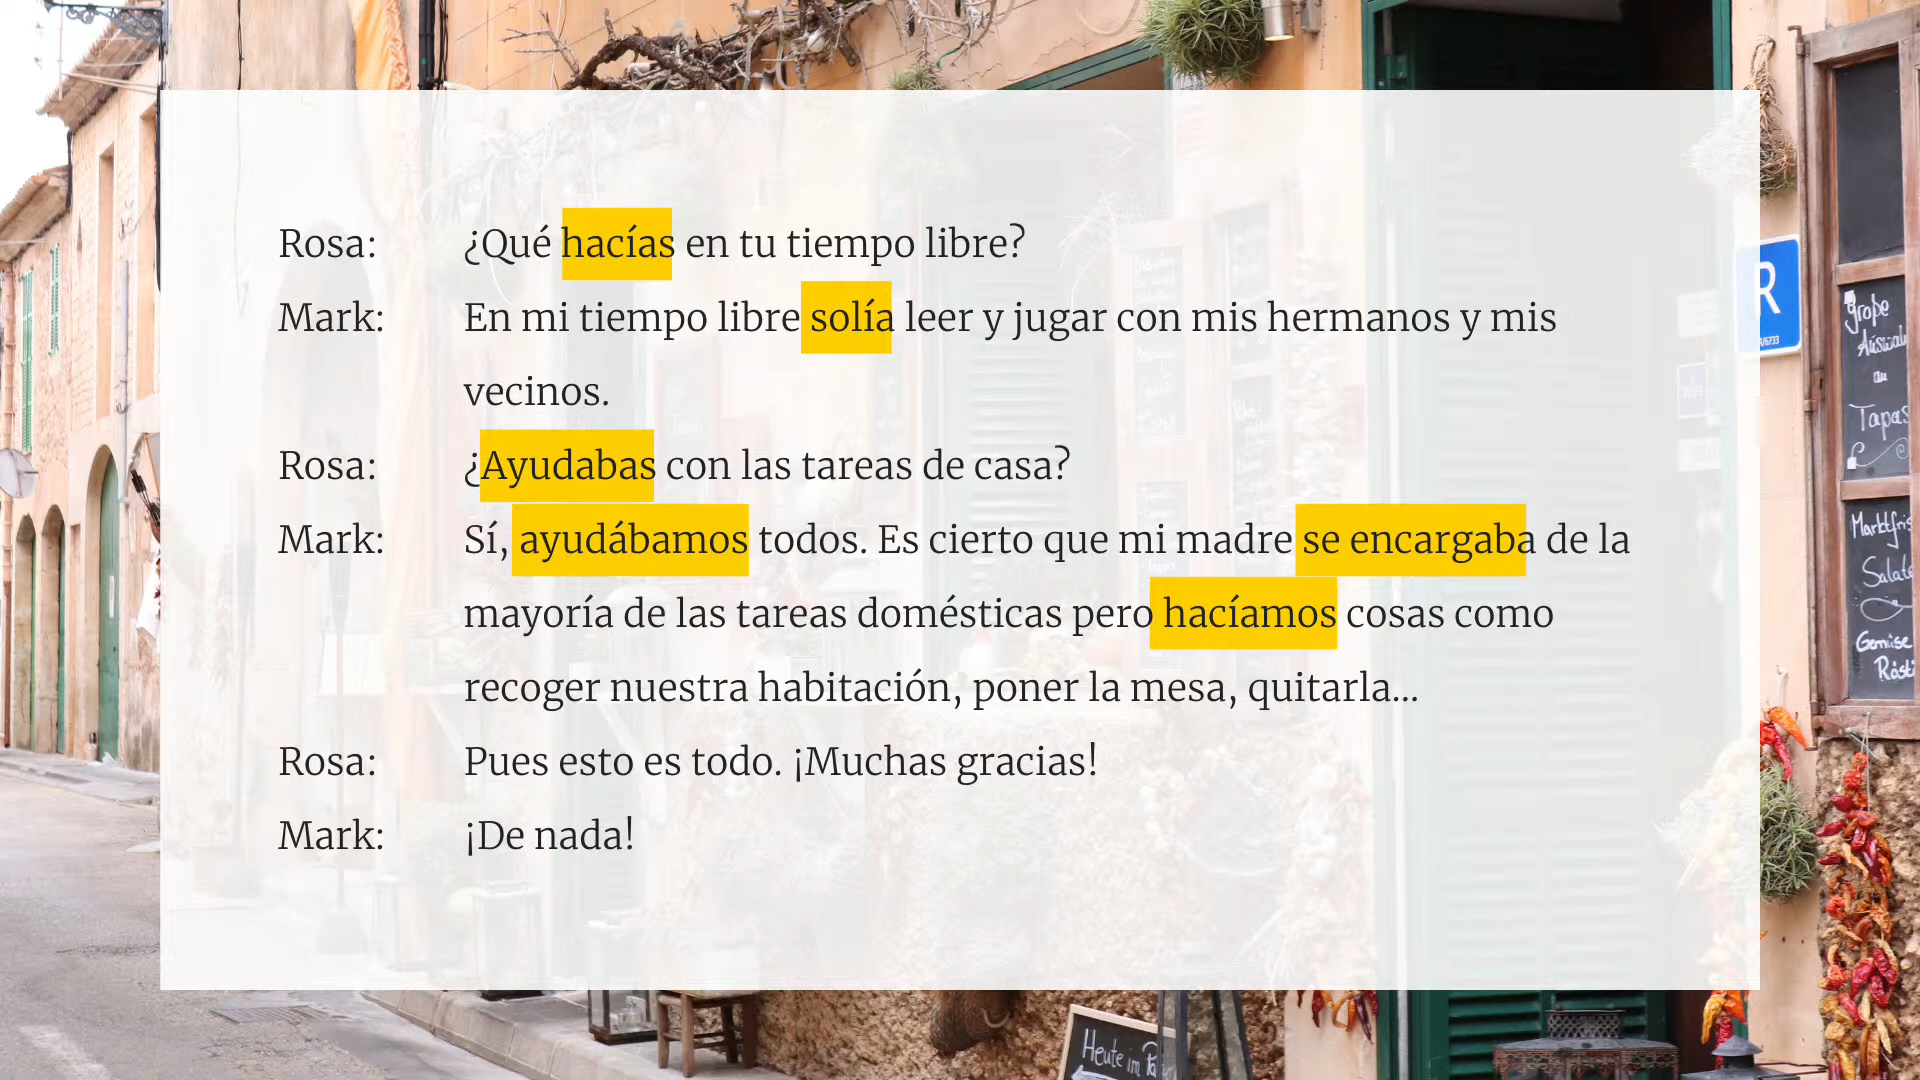 Rosa: ¿Qué hacías en tu tiempo libre?
Mark: En mi tiempo libre solía leer y jugar con mis hermanos y mis
vecinos.
Rosa: ¿Ayudabas con las tareas de casa?
Mark: Sí, ayudábamos todos. Es cierto que mi madre se encargaba de la
mayoría de las tareas domésticas pero hacíamos cosas como
recoger nuestra habitación, poner la mesa, quitarla...
Rosa: Pues esto es todo. ¡Muchas gracias!
Mark: ¡De nada!
R
Tapas
Heute im